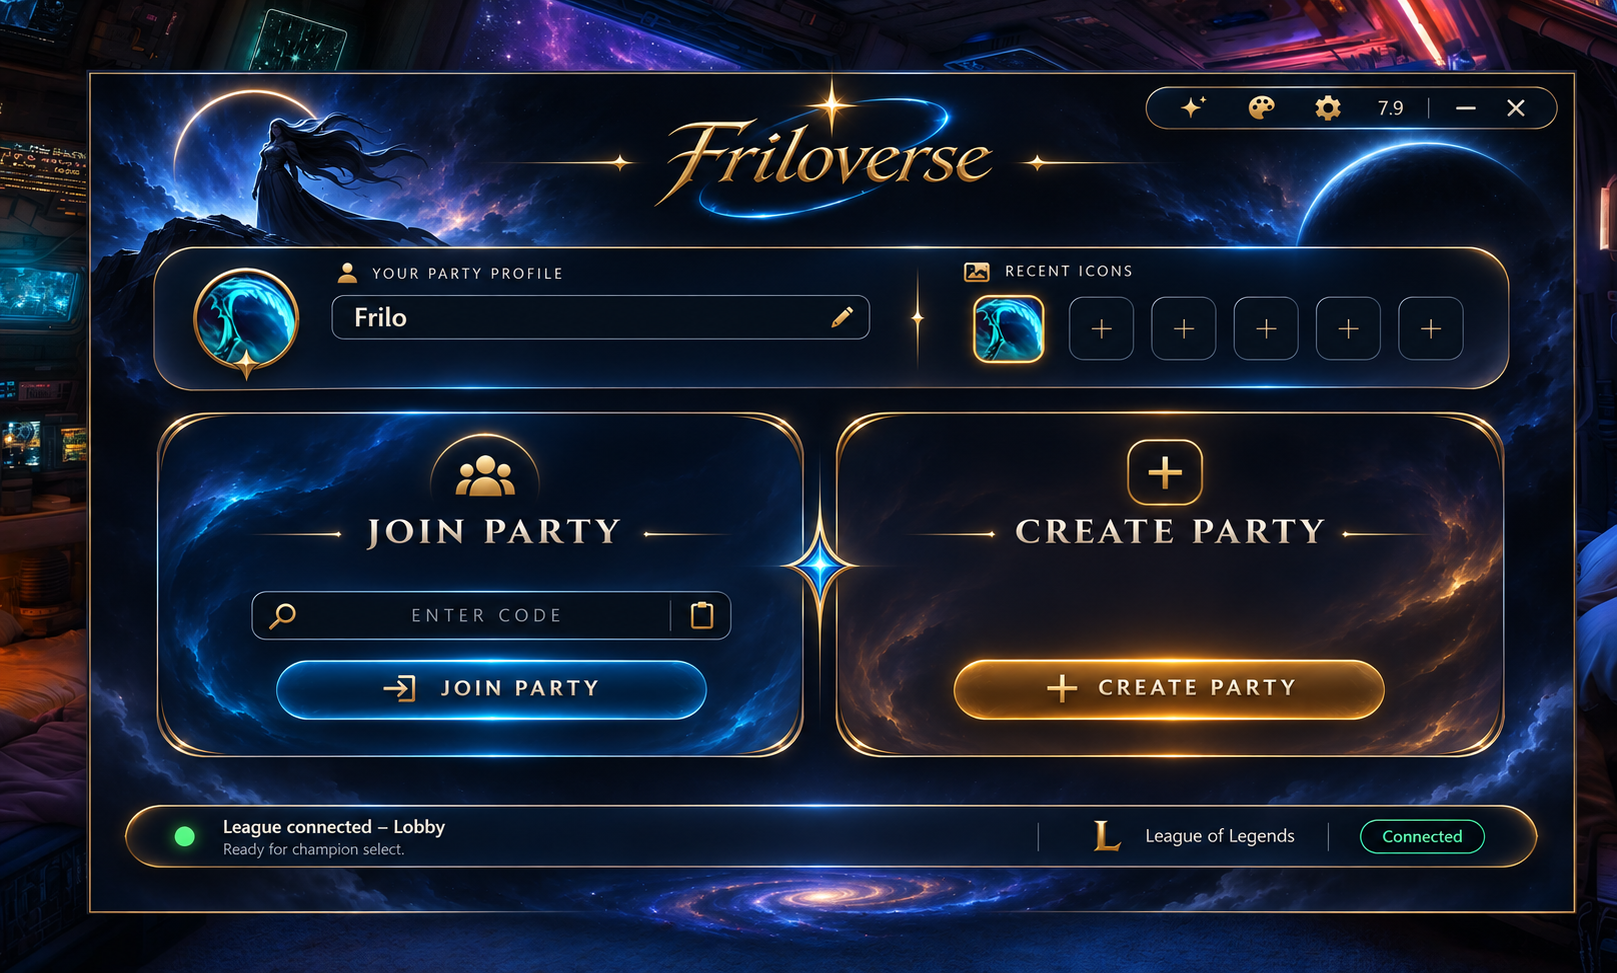 Friloverse
7.9
YOUR PARTY PROFILE
Frilo
RECENT ICONS
JOIN PARTY
ENTER CODE
JOIN PARTY
CREATE PARTY
CREATE PARTY
League connected – Lobby
Ready for champion select.
L
League of Legends
Connected